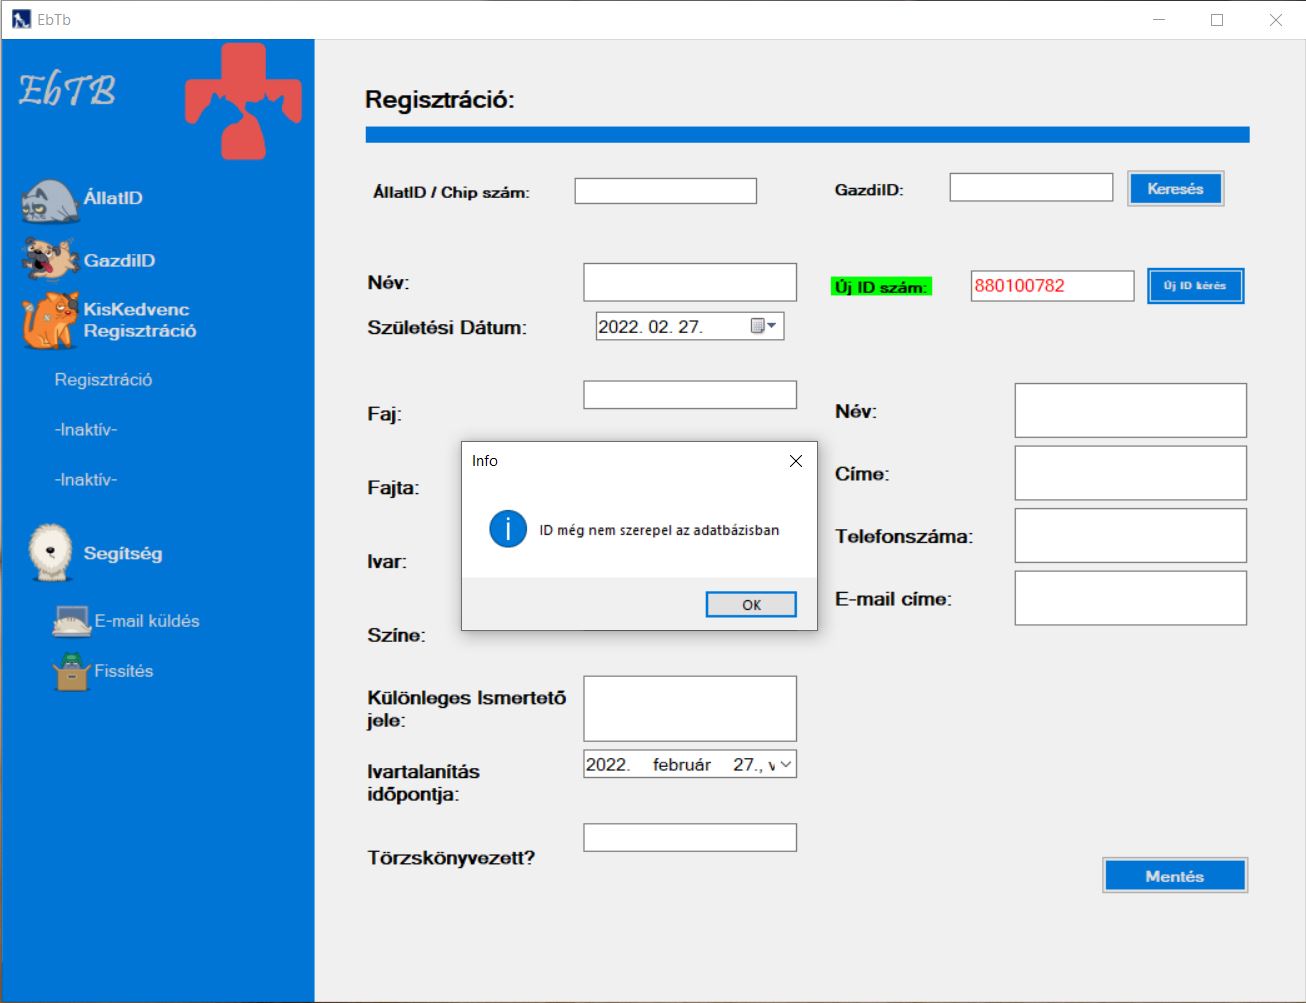 EbTb
EbTB
ÁllatID
GazdiID
KisKedvenc
Regisztráció
Regisztráció
-Inaktív-
-Inaktív-
Segítség
E-mail küldés
Fissítés
Regisztráció:
ÁllatID / Chip szám:
GazdiID:
Keresés
Név:
Új ID szám:
880100782
Új ID kérés
Születési Dátum:
2022. 02. 27.
Faj:
Fajta:
Ivar:
Színe:
Különleges Ismertető
jele:
Ivartalanítás
időpontja:
2022. február 27., v
Törzskönyvezett?
Név:
Címe:
Telefonszáma:
E-mail címe:
Mentés
Info
ID még nem szerepel az adatbázisban
OK